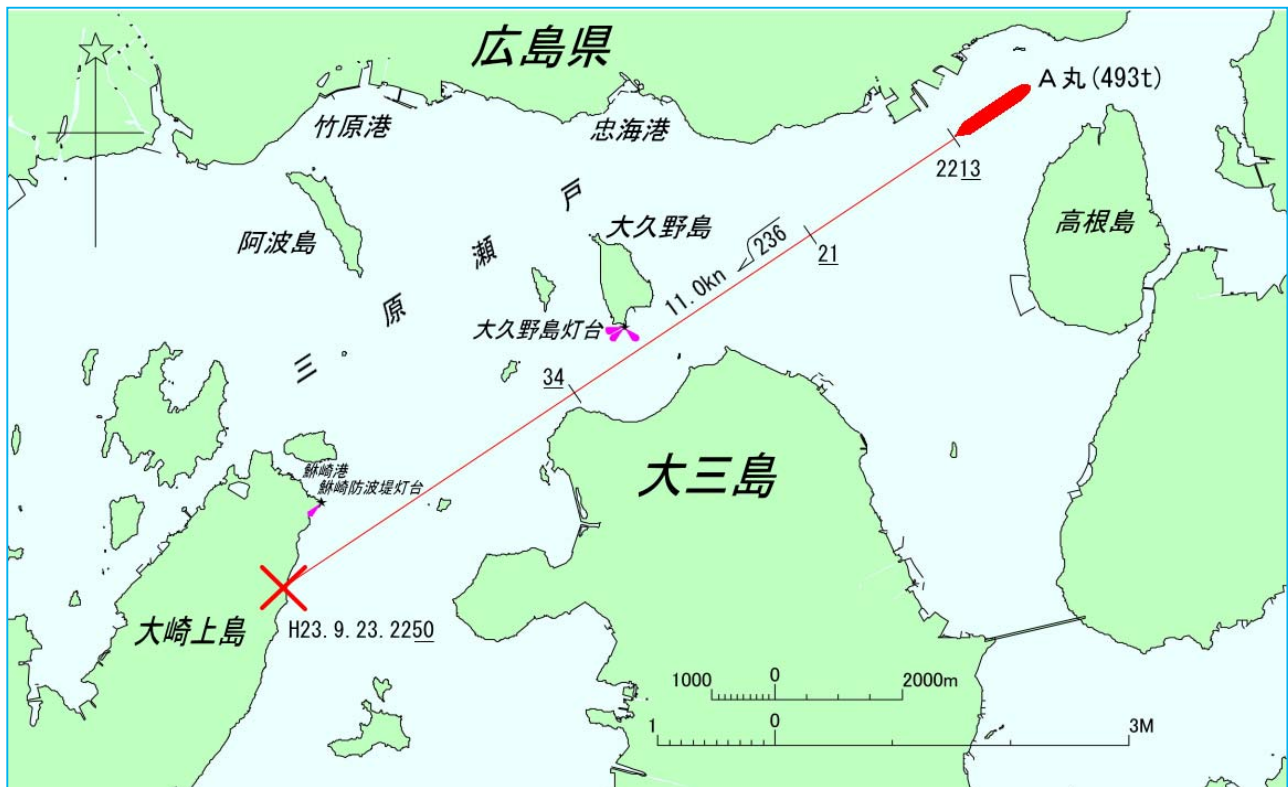 広島県
A丸(493t)
竹原港
忠海港
2213
戸
大久野島
高根島
阿波島
瀬
236
21
11.0kn
原
大久野島灯台
三
34
鮴崎港
鮴崎防波堤灯台
大三島
大崎上島
H23.9.23.2250
1000 0 2000m
1 0 3M